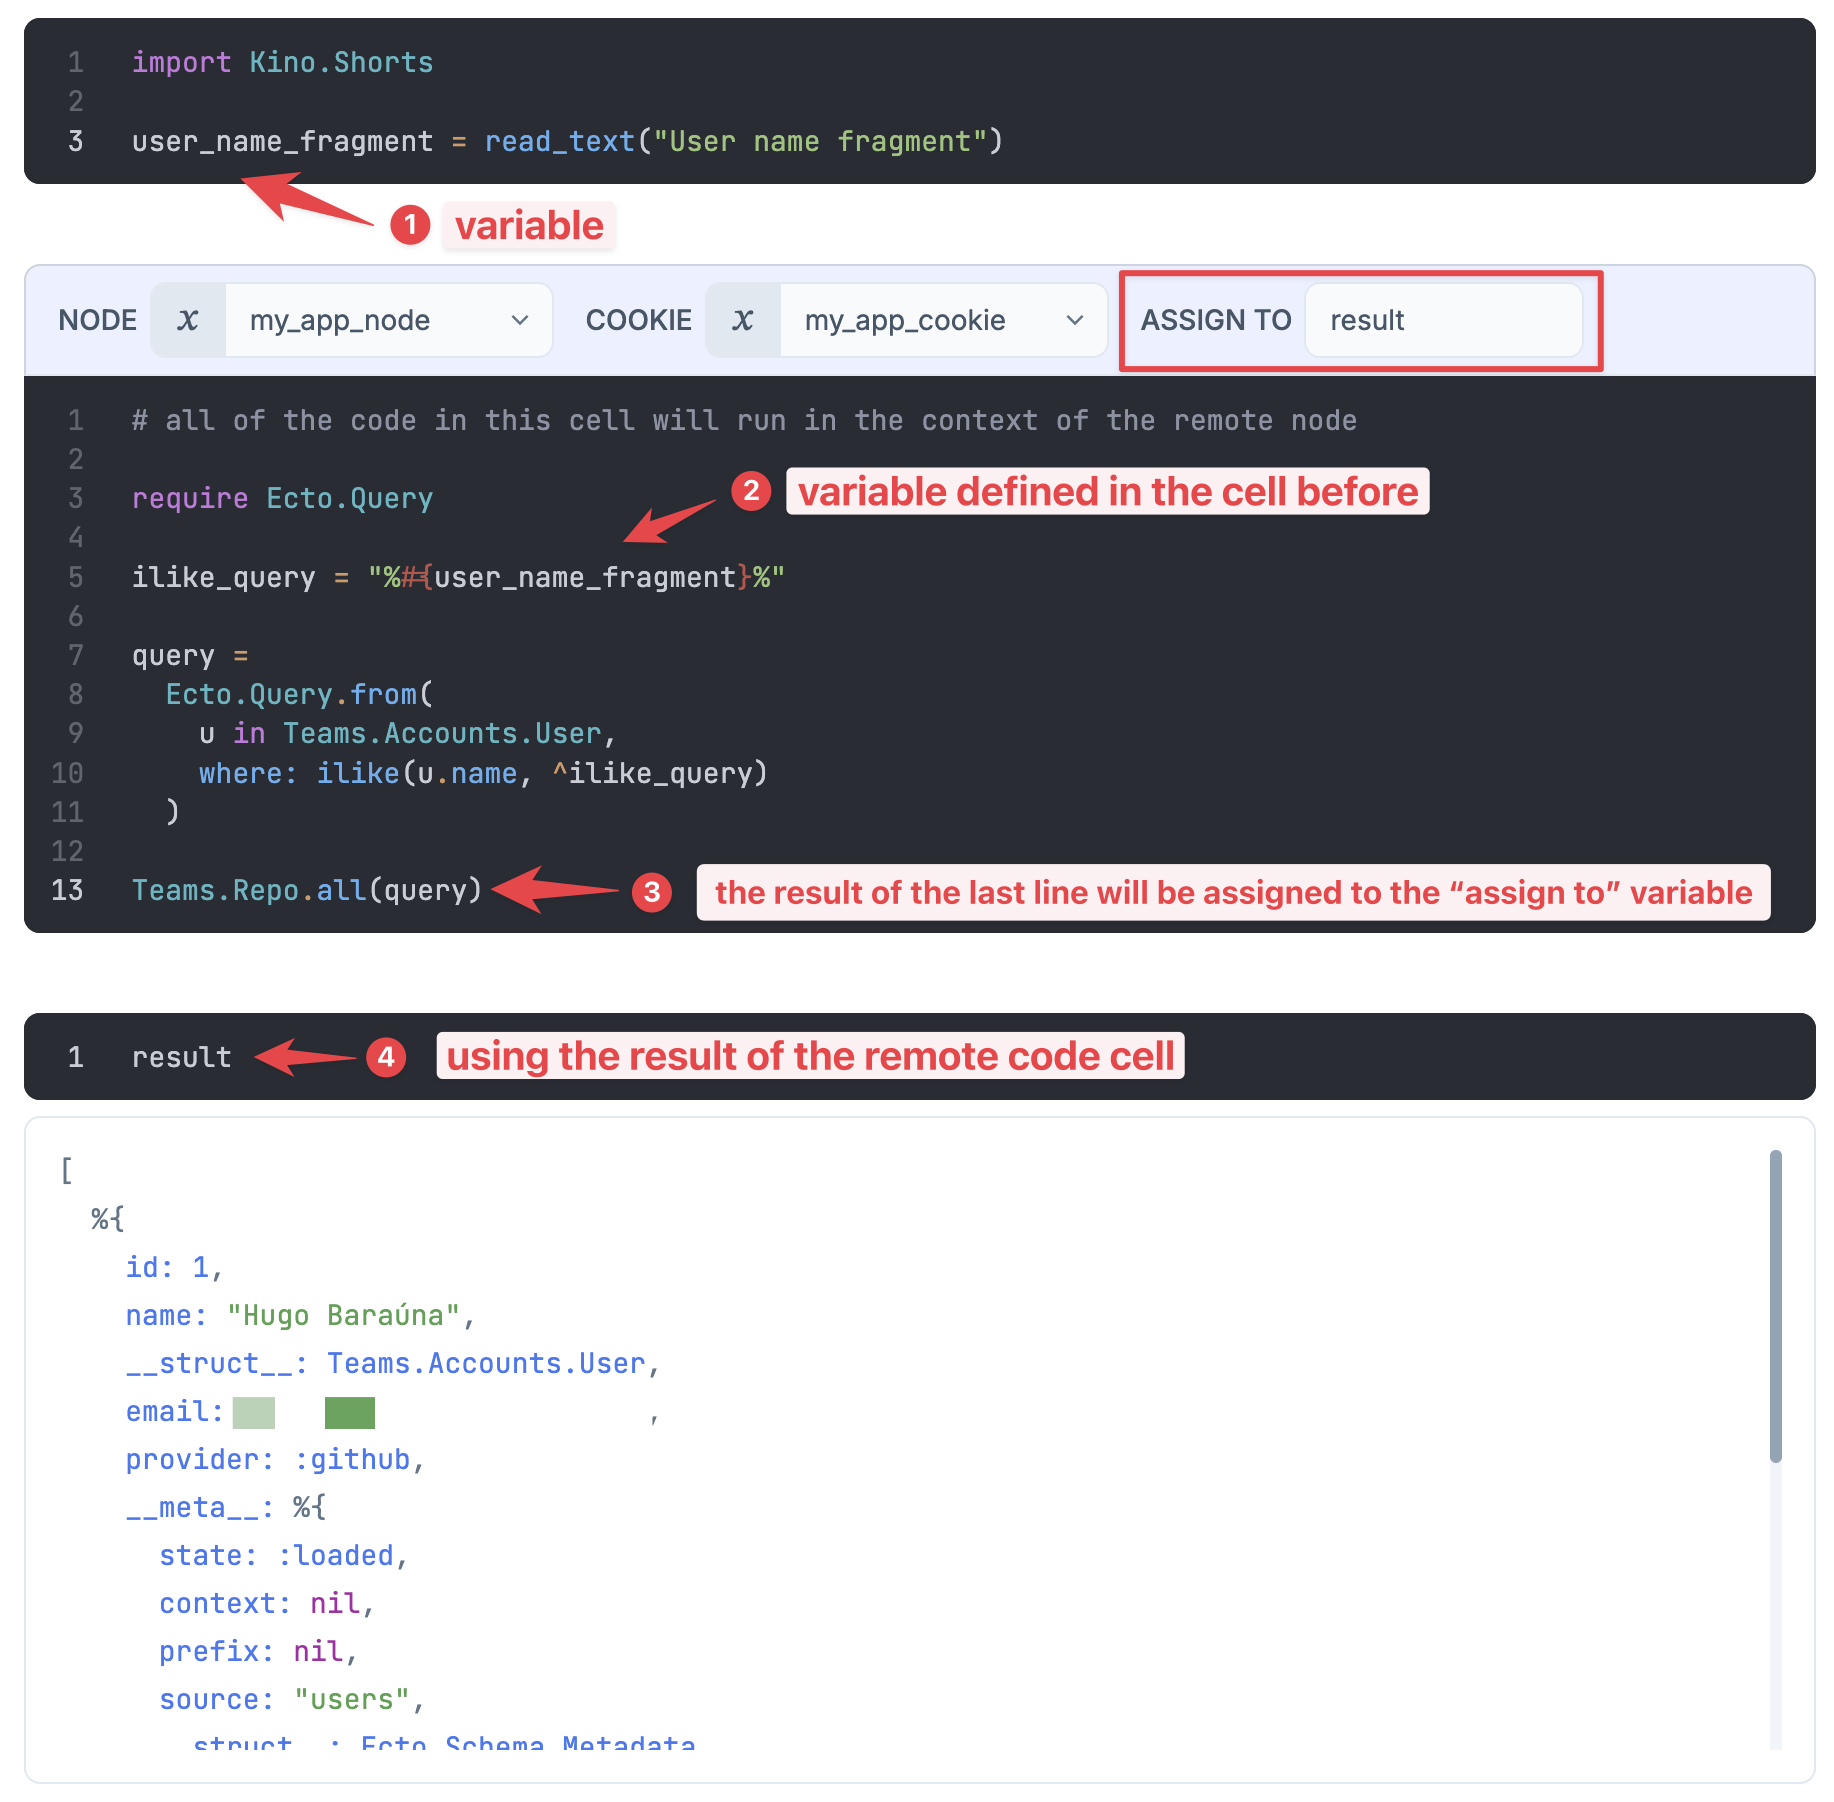 1 import Kino.Shorts
2
3 user_name_fragment = read_text("User name fragment")
1 variable
NODE x my_app_node COOKIE x my_app_cookie ASSIGN TO result
1 # all of the code in this cell will run in the context of the remote node
2
3 require Ecto.Query
2 variable defined in the cell before
4
5 ilike_query = "%#{user_name_fragment}%"
6
7 query =
8 Ecto.Query.from(
9 u in Teams.Accounts.User,
10 where: ilike(u.name, ^ilike_query)
11 )
12
13 Teams.Repo.all(query) 3 the result of the last line will be assigned to the “assign to” variable
1 result 4 using the result of the remote code cell
[
%{
id: 1,
name: "Hugo Baraúna",
__struct__: Teams.Accounts.User,
email: ,
provider: :github,
__meta__: %{
state: :loaded,
context: nil,
prefix: nil,
source: "users",
__struct__: Ecto.Schema.Metadata